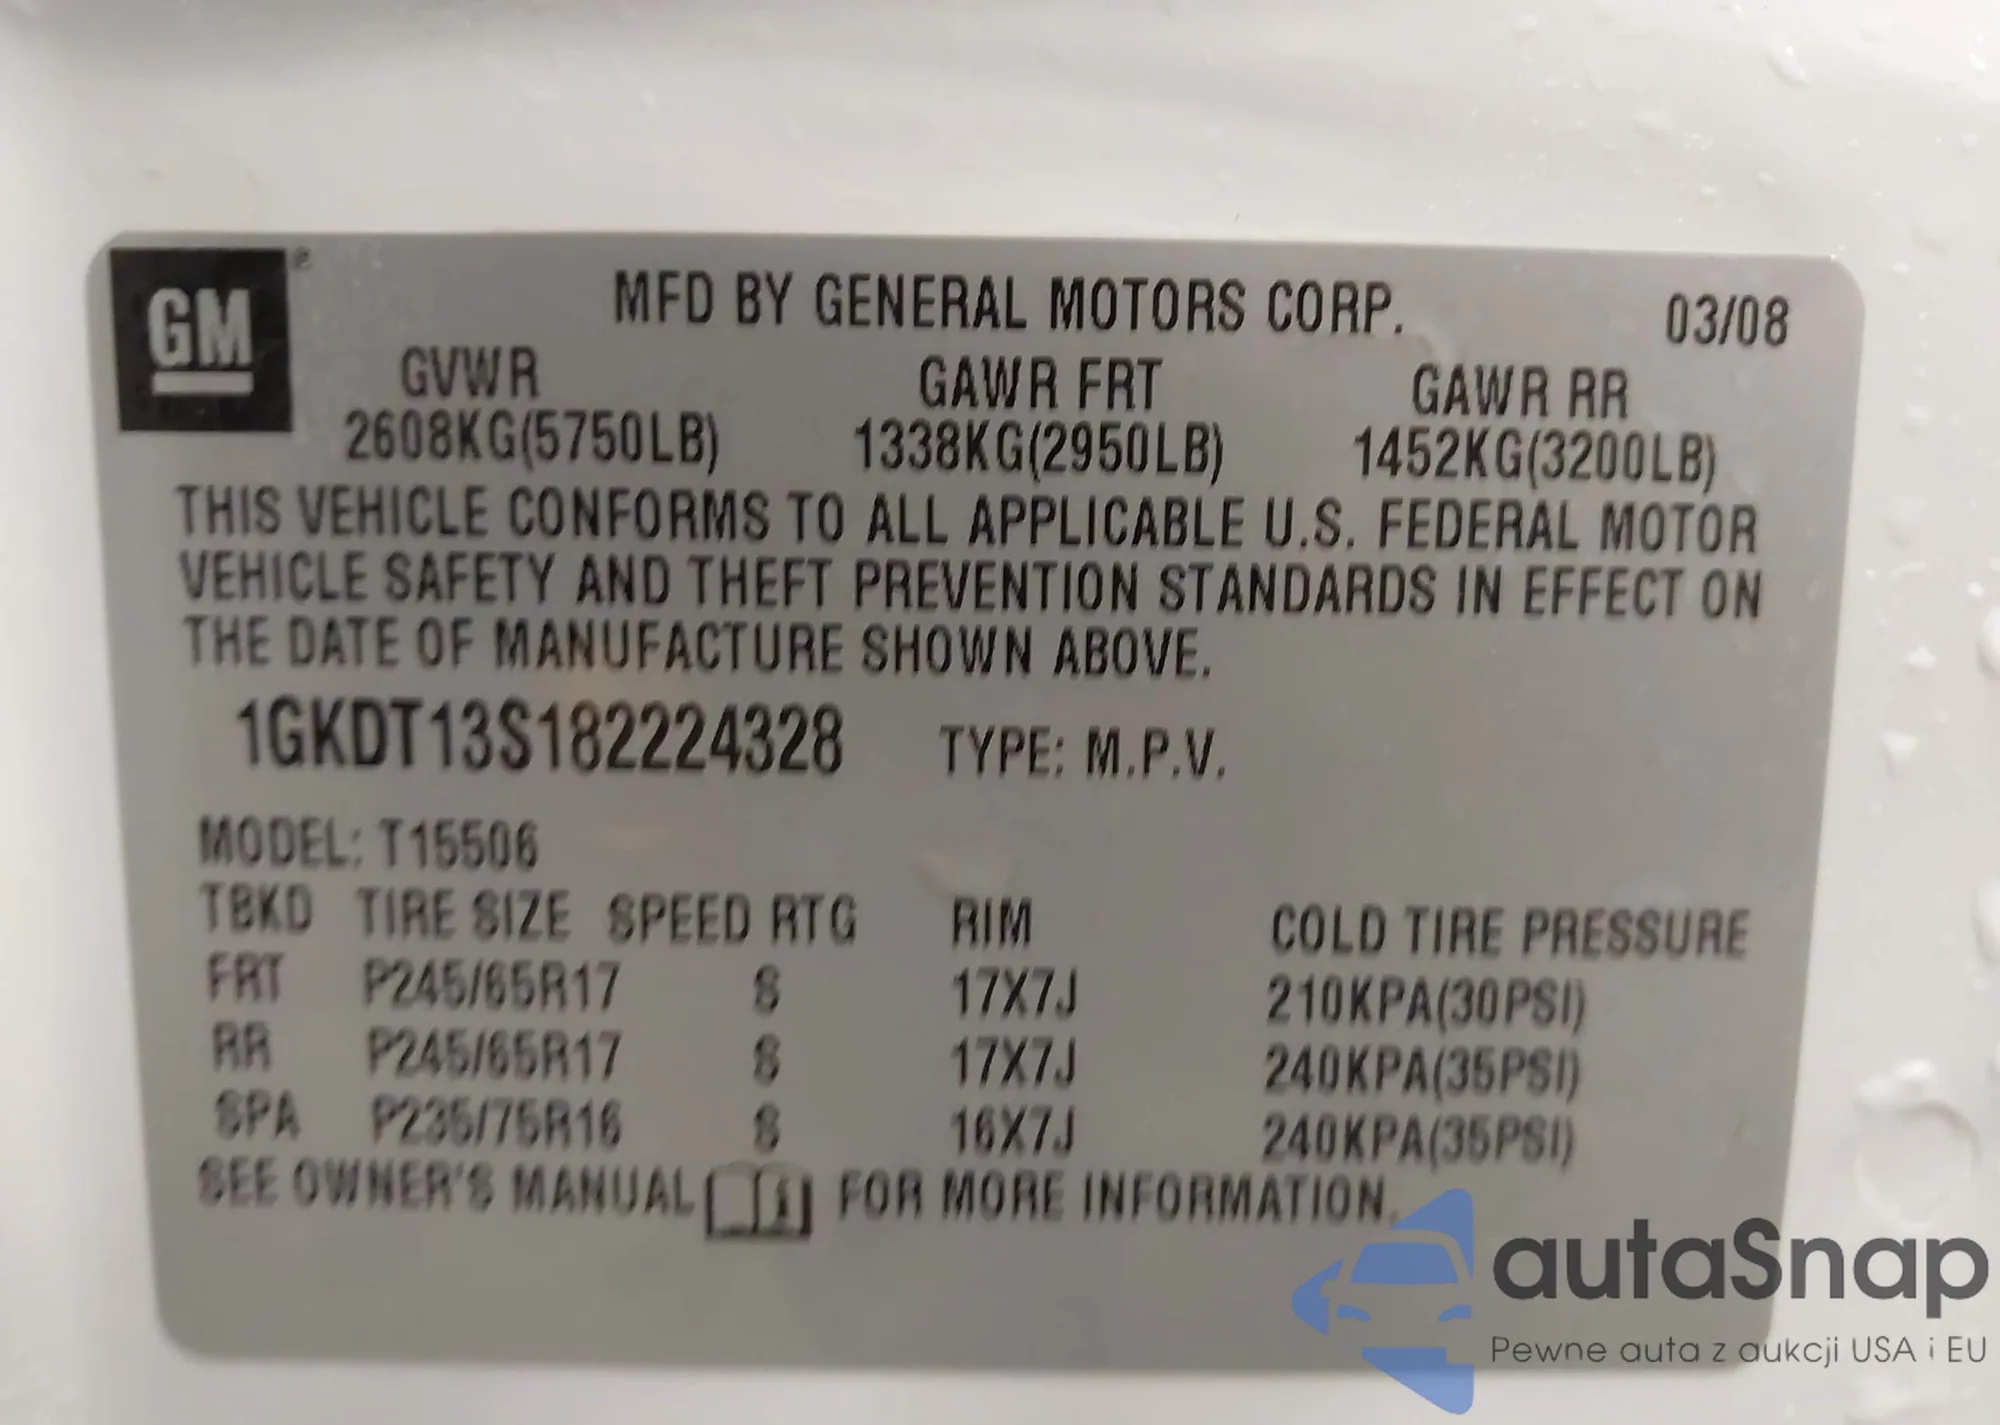 GM
MFD BY GENERAL MOTORS CORP. 03/08
GVWR GAWR FRT GAWR RR
2608KG(5750LB) 1338KG(2950LB) 1452KG(3200LB)
THIS VEHICLE CONFORMS TO ALL APPLICABLE U.S. FEDERAL MOTOR
VEHICLE SAFETY AND THEFT PREVENTION STANDARDS IN EFFECT ON
THE DATE OF MANUFACTURE SHOWN ABOVE.
1GKDT13S182224328 TYPE: M.P.V.
MODEL: T15506
TBKD TIRE SIZE SPEED RTG RIM COLD TIRE PRESSURE
FRT P245/65R17 S 17X7J 210KPA(30PSI)
RR P245/65R17 S 17X7J 240KPA(35PSI)
SPA P235/75R16 S 16X7J 240KPA(35PSI)
SEE OWNER'S MANUAL FOR MORE INFORMATION.
autaSnap
Pewne auta z aukcji USA i EU